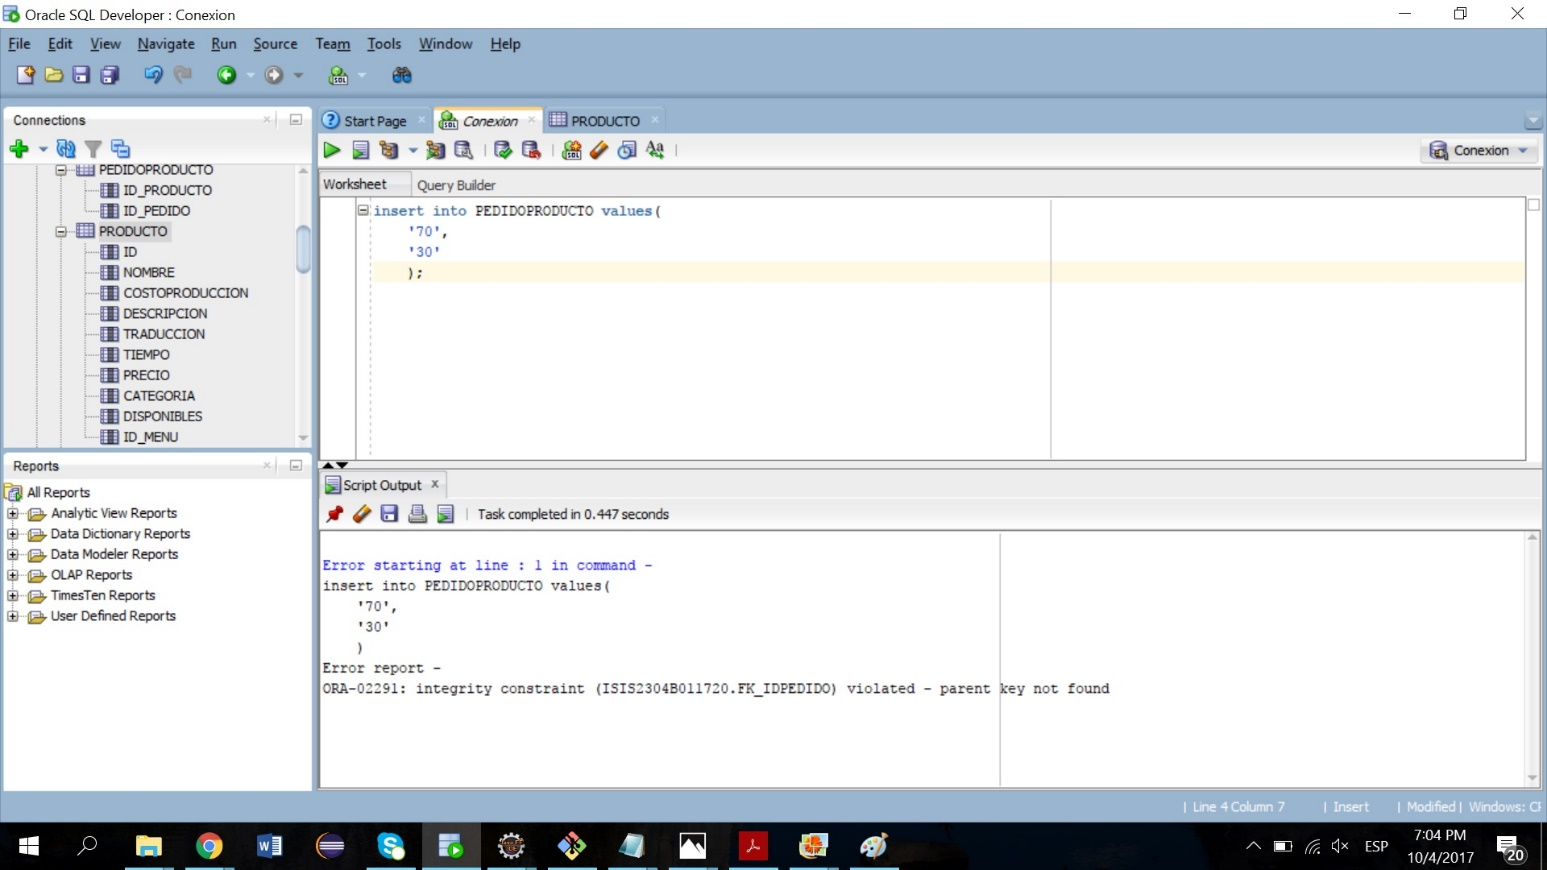 Oracle SQL Developer : Conexion
File Edit View Navigate Run Source Team Tools Window Help
Connections
PEDIDOPRODUCTO
ID_PRODUCTO
ID_PEDIDO
PRODUCTO
ID
NOMBRE
COSTOPRODUCCION
DESCRIPCION
TRADUCCION
TIEMPO
PRECIO
CATEGORIA
DISPONIBLES
ID_MENU
Reports
All Reports
Analytic View Reports
Data Dictionary Reports
Data Modeler Reports
OLAP Reports
TimesTen Reports
User Defined Reports
Start Page Conexion PRODUCTO
Conexion
Worksheet Query Builder
insert into PEDIDOPRODUCTO values(
'70',
'30'
);
Script Output
Task completed in 0.447 seconds
Error starting at line : 1 in command -
insert into PEDIDOPRODUCTO values(
'70',
'30'
)
Error report -
ORA-02291: integrity constraint (ISIS2304B011720.FK_IDPEDIDO) violated - parent key not found
Line 4 Column 7 Insert Modified Windows: CF
ESP
7:04 PM
10/4/2017
20